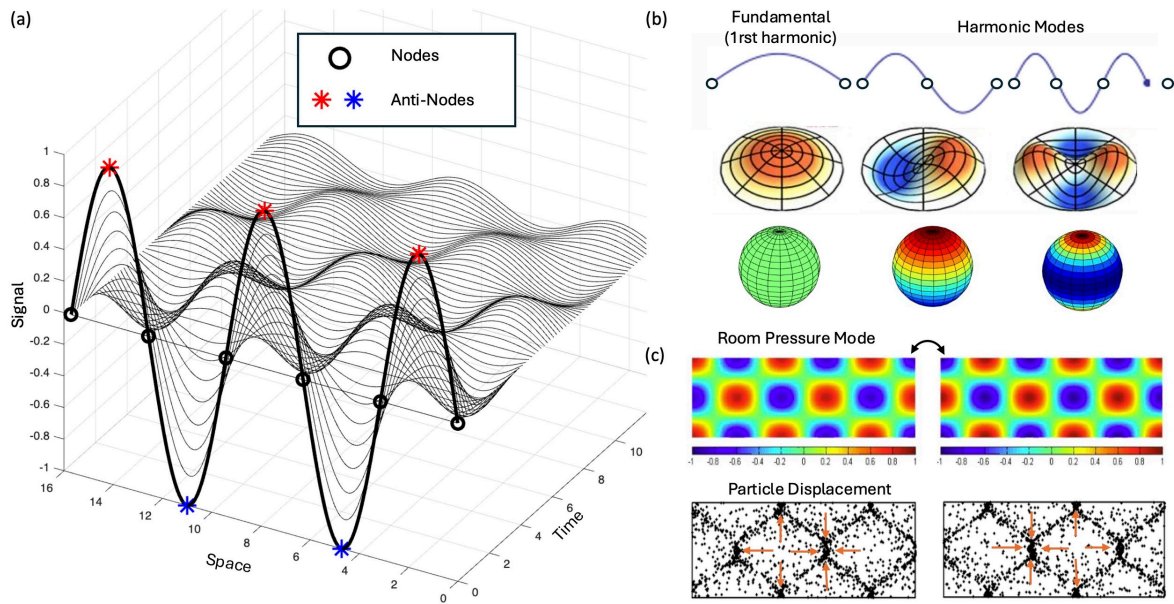 (a)
Nodes
Anti-Nodes
1
0.8
0.6
0.4
0.2
0
-0.2
-0.4
-0.6
-0.8
-1
Signal
16
14
12
10
8
6
4
2
0
Space
0
2
4
6
8
10
Time
(b)
Fundamental
(1rst harmonic)
Harmonic Modes
(c)
Room Pressure Mode
-1 -0.8 -0.6 -0.4 -0.2 0 0.2 0.4 0.6 0.8 1
-1 -0.8 -0.6 -0.4 -0.2 0 0.2 0.4 0.6 0.8 1
Particle Displacement